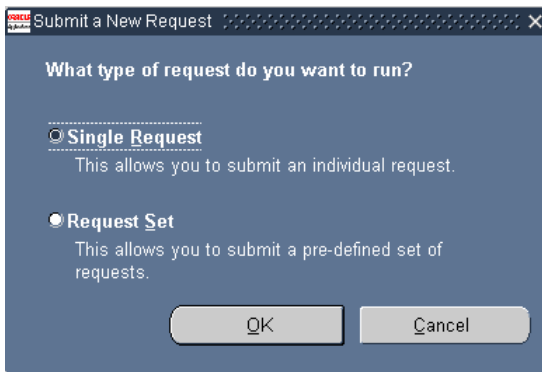 Submit a New Request
What type of request do you want to run?
Single Request
This allows you to submit an individual request.
Request Set
This allows you to submit a pre-defined set of
requests.
OK
Cancel